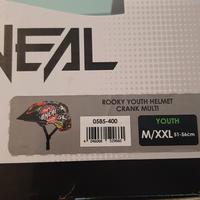 NEAL
ROOKY YOUTH HELMET
CRANK MULTI
0585-400
YOUTH
M/XXL 51-56cm